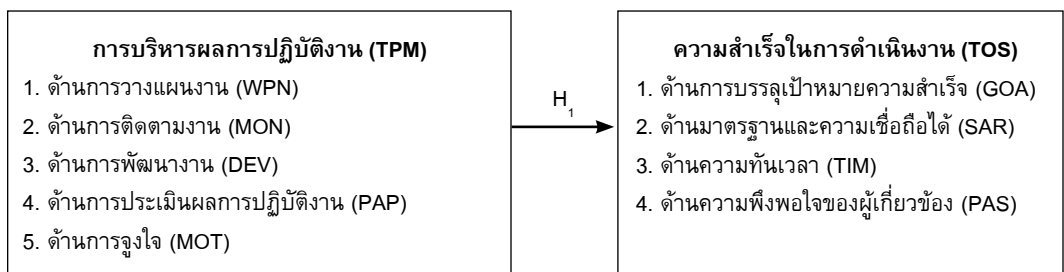 การบริหารผลการปฏิบัติงาน (TPM)
1. ด้านการวางแผนงาน (WPN)
2. ด้านการติดตามงาน (MON)
3. ด้านการพัฒนางาน (DEV)
4. ด้านการประเมินผลการปฏิบัติงาน (PAP)
5. ด้านการจูงใจ (MOT)
H₁
ความสำเร็จในการดำเนินงาน (TOS)
1. ด้านการบรรลุเป้าหมายความสำเร็จ (GOA)
2. ด้านมาตรฐานและความเชื่อถือได้ (SAR)
3. ด้านความทันเวลา (TIM)
4. ด้านความพึงพอใจของผู้เกี่ยวข้อง (PAS)